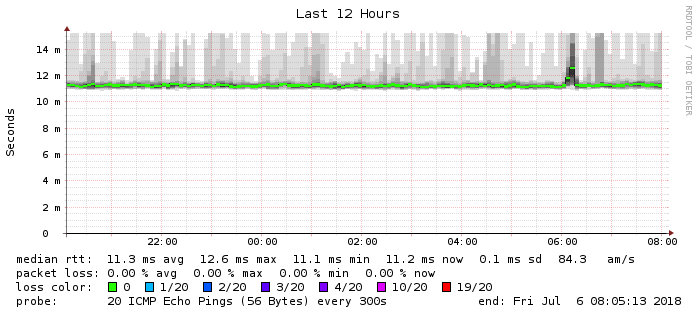 Last 12 Hours
RRDTOOL / TOBI OETIKER
Seconds
14 m
12 m
10 m
8 m
6 m
4 m
2 m
0
22:00 00:00 02:00 04:00 06:00 08:00
median rtt: 11.3 ms avg 12.6 ms max 11.1 ms min 11.2 ms now 0.1 ms sd 84.3 am/s
packet loss: 0.00 % avg 0.00 % max 0.00 % min 0.00 % now
loss color: 0 1/20 2/20 3/20 4/20 10/20 19/20
probe: 20 ICMP Echo Pings (56 Bytes) every 300s end: Fri Jul 6 08:05:13 2018